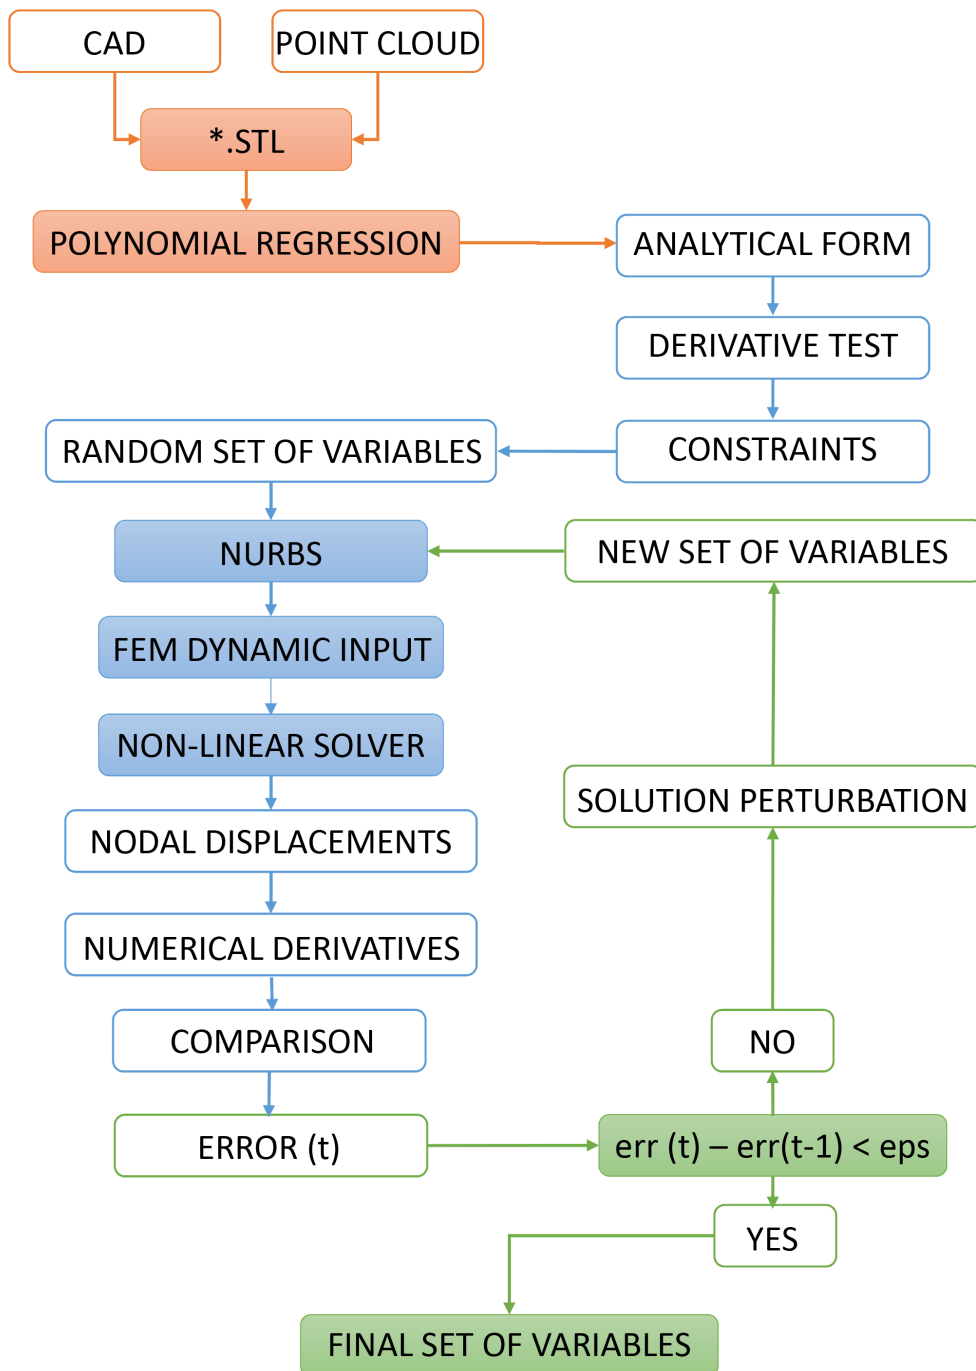 CAD
POINT CLOUD
*.STL
POLYNOMIAL REGRESSION
ANALYTICAL FORM
DERIVATIVE TEST
CONSTRAINTS
RANDOM SET OF VARIABLES
NURBS
NEW SET OF VARIABLES
FEM DYNAMIC INPUT
NON-LINEAR SOLVER
SOLUTION PERTURBATION
NODAL DISPLACEMENTS
NUMERICAL DERIVATIVES
COMPARISON
NO
ERROR (t)
err (t) – err(t-1) < eps
YES
FINAL SET OF VARIABLES